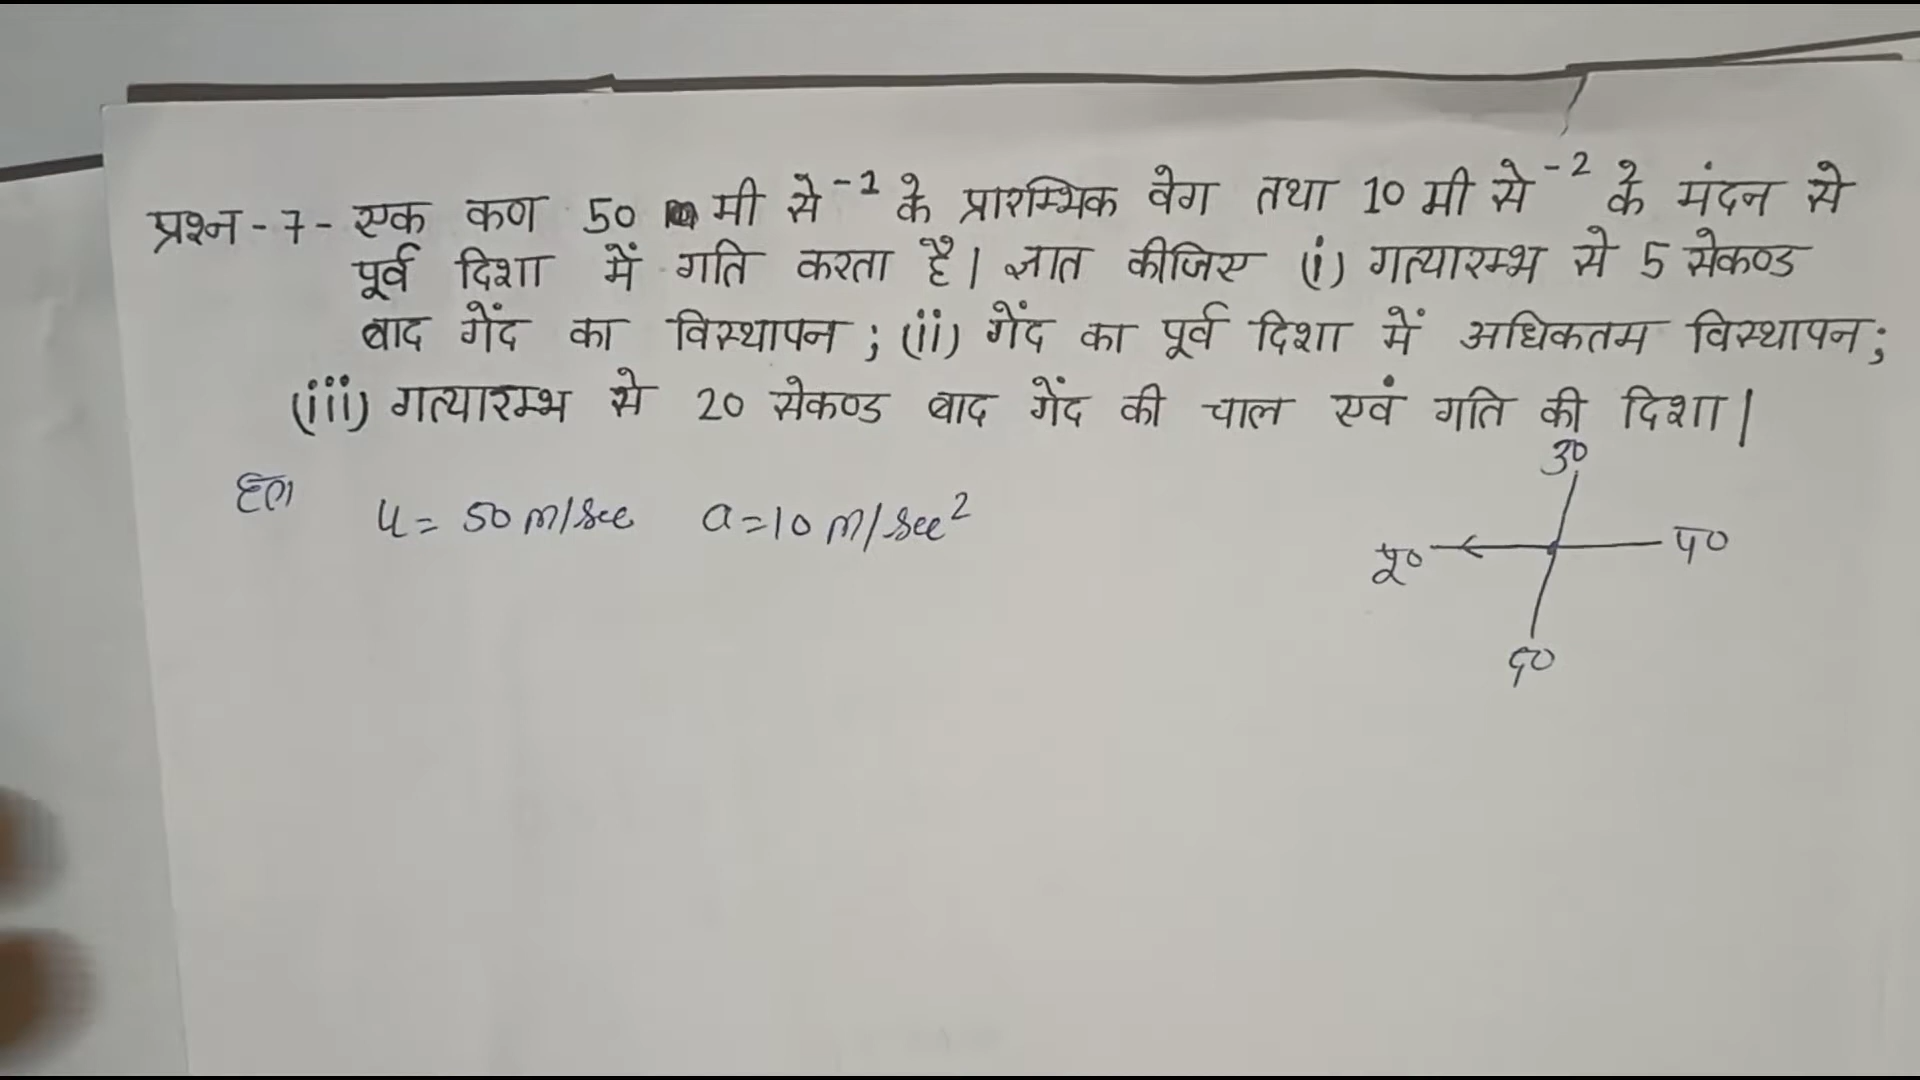 प्रश्न - 7 - एक कण 50 मी से⁻¹ के प्रारम्भिक वेग तथा 10 मी से⁻² के मंदन से
पूर्व दिशा में गति करता है। ज्ञात कीजिए (i) गत्यारम्भ से 5 सेकण्ड
बाद गेंद का विस्थापन ; (ii) गेंद का पूर्व दिशा में अधिकतम विस्थापन ;
(iii) गत्यारम्भ से 20 सेकण्ड बाद गेंद की चाल एवं गति की दिशा |
हल
u = 50 m/sec a = 10 m/sec²
उ०
पू० प०
द०